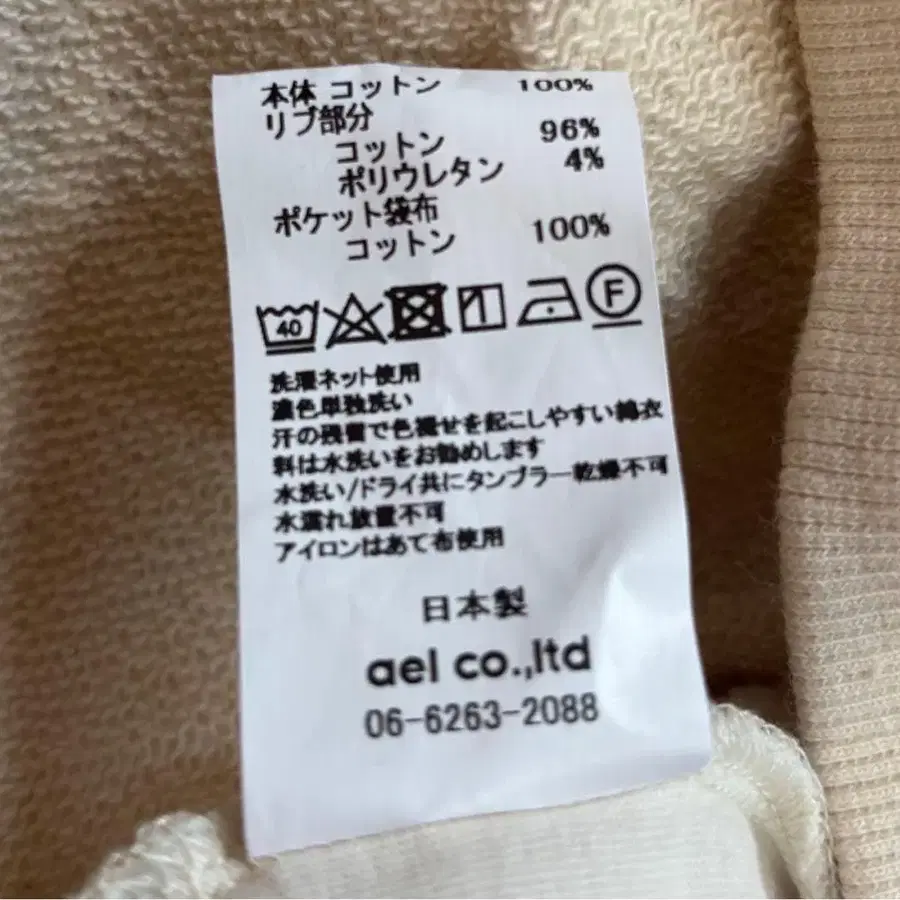 本体 コットン 100%
リブ部分
コットン 96%
ポリウレタン 4%
ポケット袋布
コットン 100%
40 F
洗濯ネット使用
濃色単独洗い
汗の残留で色褪せを起こしやすい綿衣
料は水洗いをお勧めします
水洗い/ドライ共にタンブラー乾燥不可
水濡れ放置不可
アイロンはあて布使用
日本製
ael co.,ltd
06-6263-2088